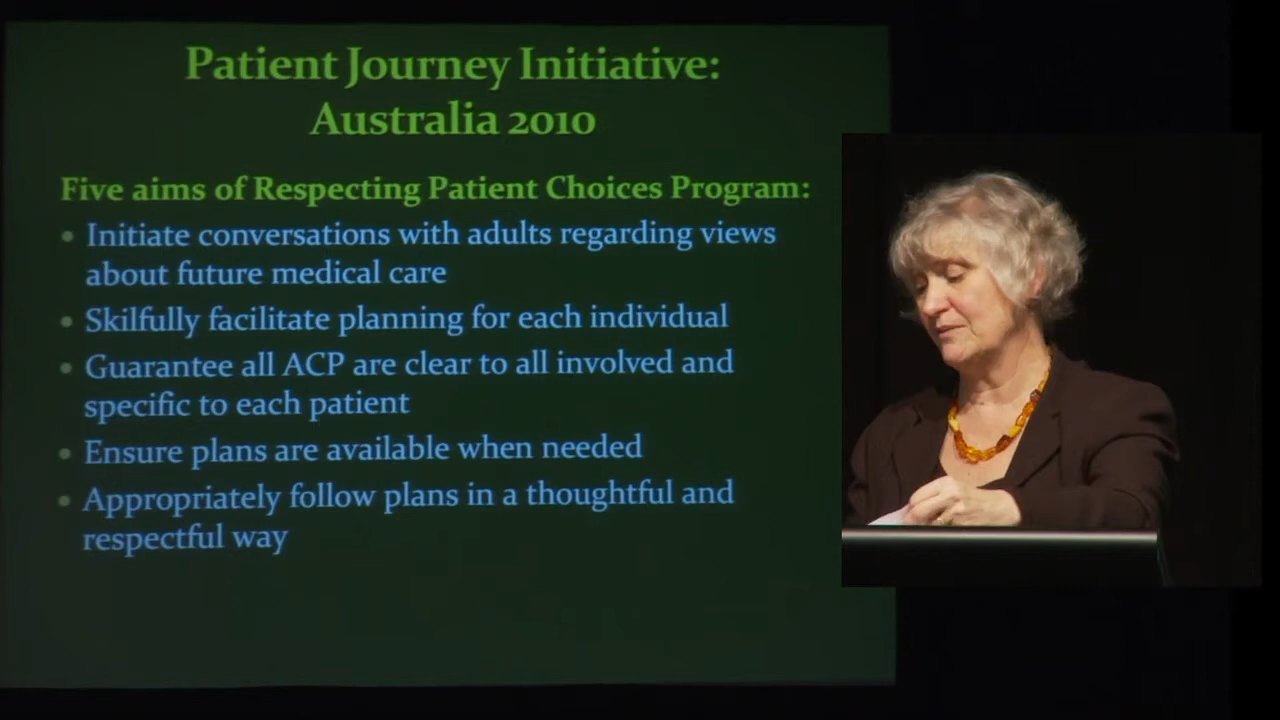 Patient Journey Initiative:
Australia 2010
Five aims of Respecting Patient Choices Program:
• Initiate conversations with adults regarding views
about future medical care
• Skilfully facilitate planning for each individual
• Guarantee all ACP are clear to all involved and
specific to each patient
• Ensure plans are available when needed
• Appropriately follow plans in a thoughtful and
respectful way